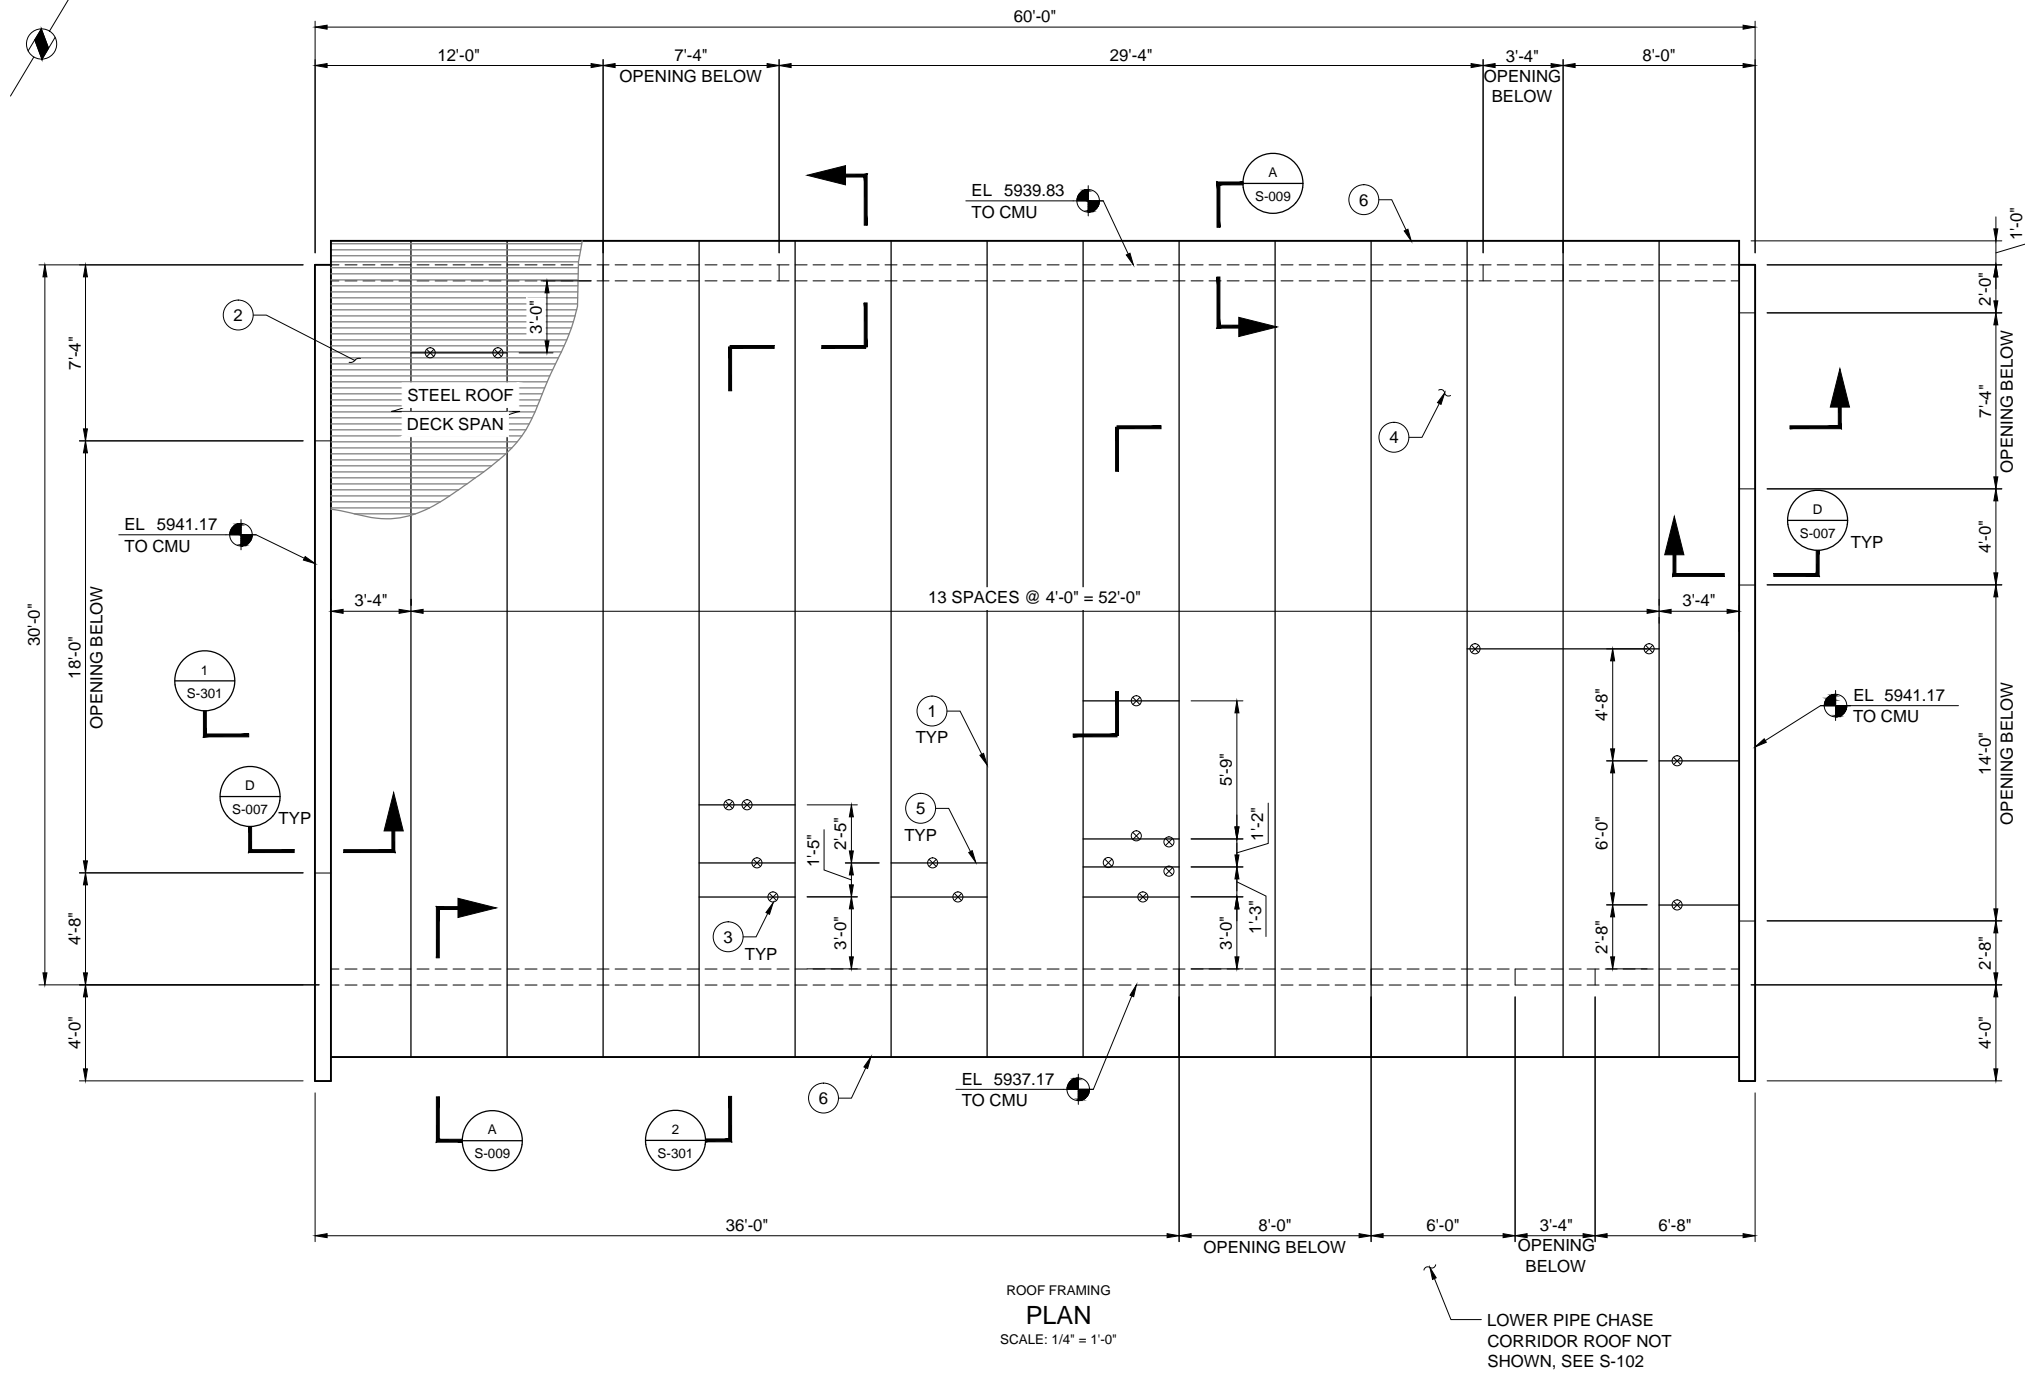 60'-0"
12'-0"
7'-4"
OPENING BELOW
29'-4"
3'-4"
OPENING
BELOW
8'-0"
A
S-009
EL 5939.83
TO CMU
6
1'-0"
2'-0"
2
3'-0"
7'-4"
7'-4"
OPENING BELOW
STEEL ROOF
DECK SPAN
4
EL 5941.17
TO CMU
D
S-007
TYP
4'-0"
30'-0"
18'-0"
OPENING BELOW
3'-4"
13 SPACES @ 4'-0" = 52'-0"
3'-4"
1
S-301
1
TYP
4'-8"
EL 5941.17
TO CMU
14'-0"
OPENING BELOW
5'-9"
D
S-007
TYP
5
TYP
1'-5"
2'-5"
1'-2"
6'-0"
3
TYP
3'-0"
3'-0"
1'-3"
2'-8"
4'-8"
2'-8"
4'-0"
4'-0"
6
EL 5937.17
TO CMU
A
S-009
2
S-301
36'-0"
8'-0"
OPENING BELOW
6'-0"
3'-4"
OPENING
BELOW
6'-8"
ROOF FRAMING
PLAN
SCALE: 1/4" = 1'-0"
LOWER PIPE CHASE
CORRIDOR ROOF NOT
SHOWN, SEE S-102